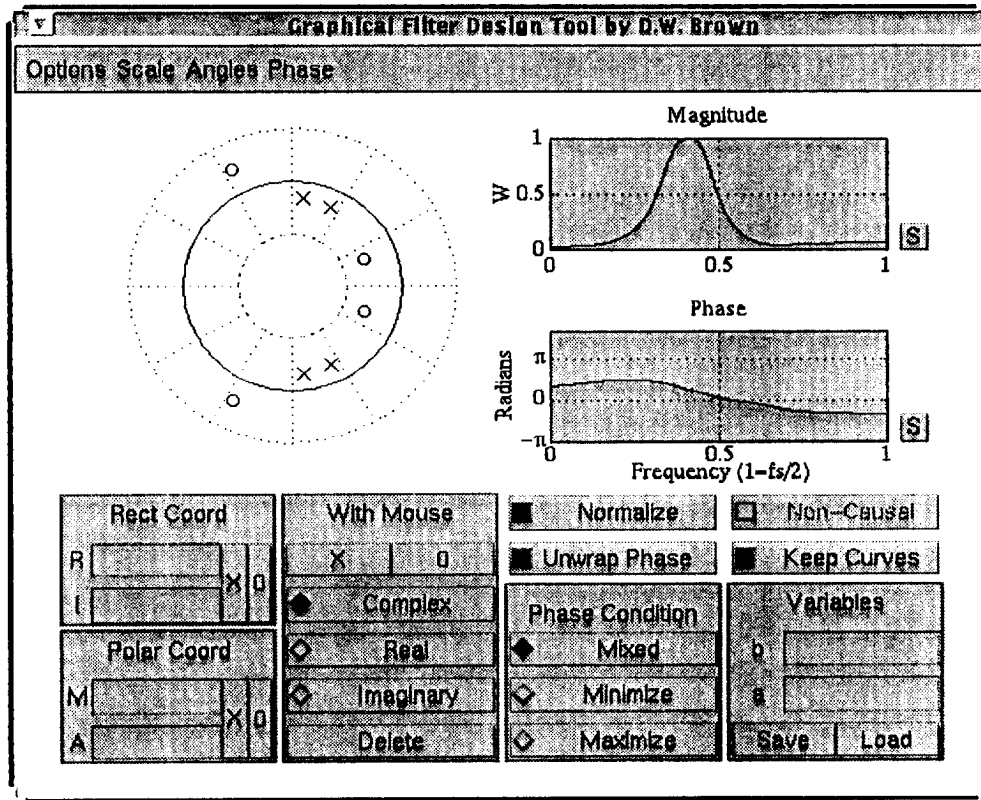 Graphical Filter Design Tool by D.W. Brown
Options Scale Angles Phase
Magnitude
1
W 0.5
0
0 0.5 1
S
Phase
Radians
π
0
-π
0 0.5 1
S
Frequency (1-fs/2)
Rect Coord
R
I
X 0
Polar Coord
M
A
X 0
With Mouse
X 0
Complex
Real
Imaginary
Delete
Normalize
Unwrap Phase
Phase Condition
Mixed
Minimize
Maximize
Non-Causal
Keep Curves
Variables
b
a
Save Load